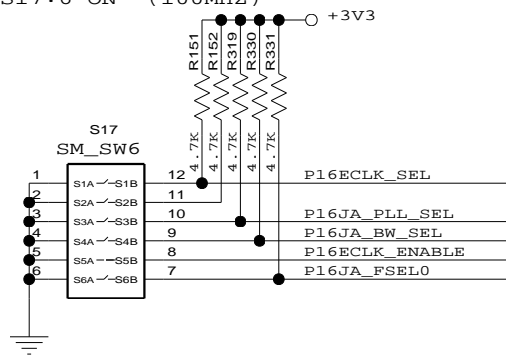 S17:6 ON (100MHz)
+3V3
R151
R152
R319
R330
R331
4.7K
4.7K
4.7K
4.7K
4.7K
S17
SM_SW6
1
S1A
S1B
12
P16ECLK_SEL
2
S2A
S2B
11
3
S3A
S3B
10
P16JA_PLL_SEL
4
S4A
S4B
9
P16JA_BW_SEL
5
S5A
S5B
8
P16ECLK_ENABLE
6
S6A
S6B
7
P16JA_FSEL0